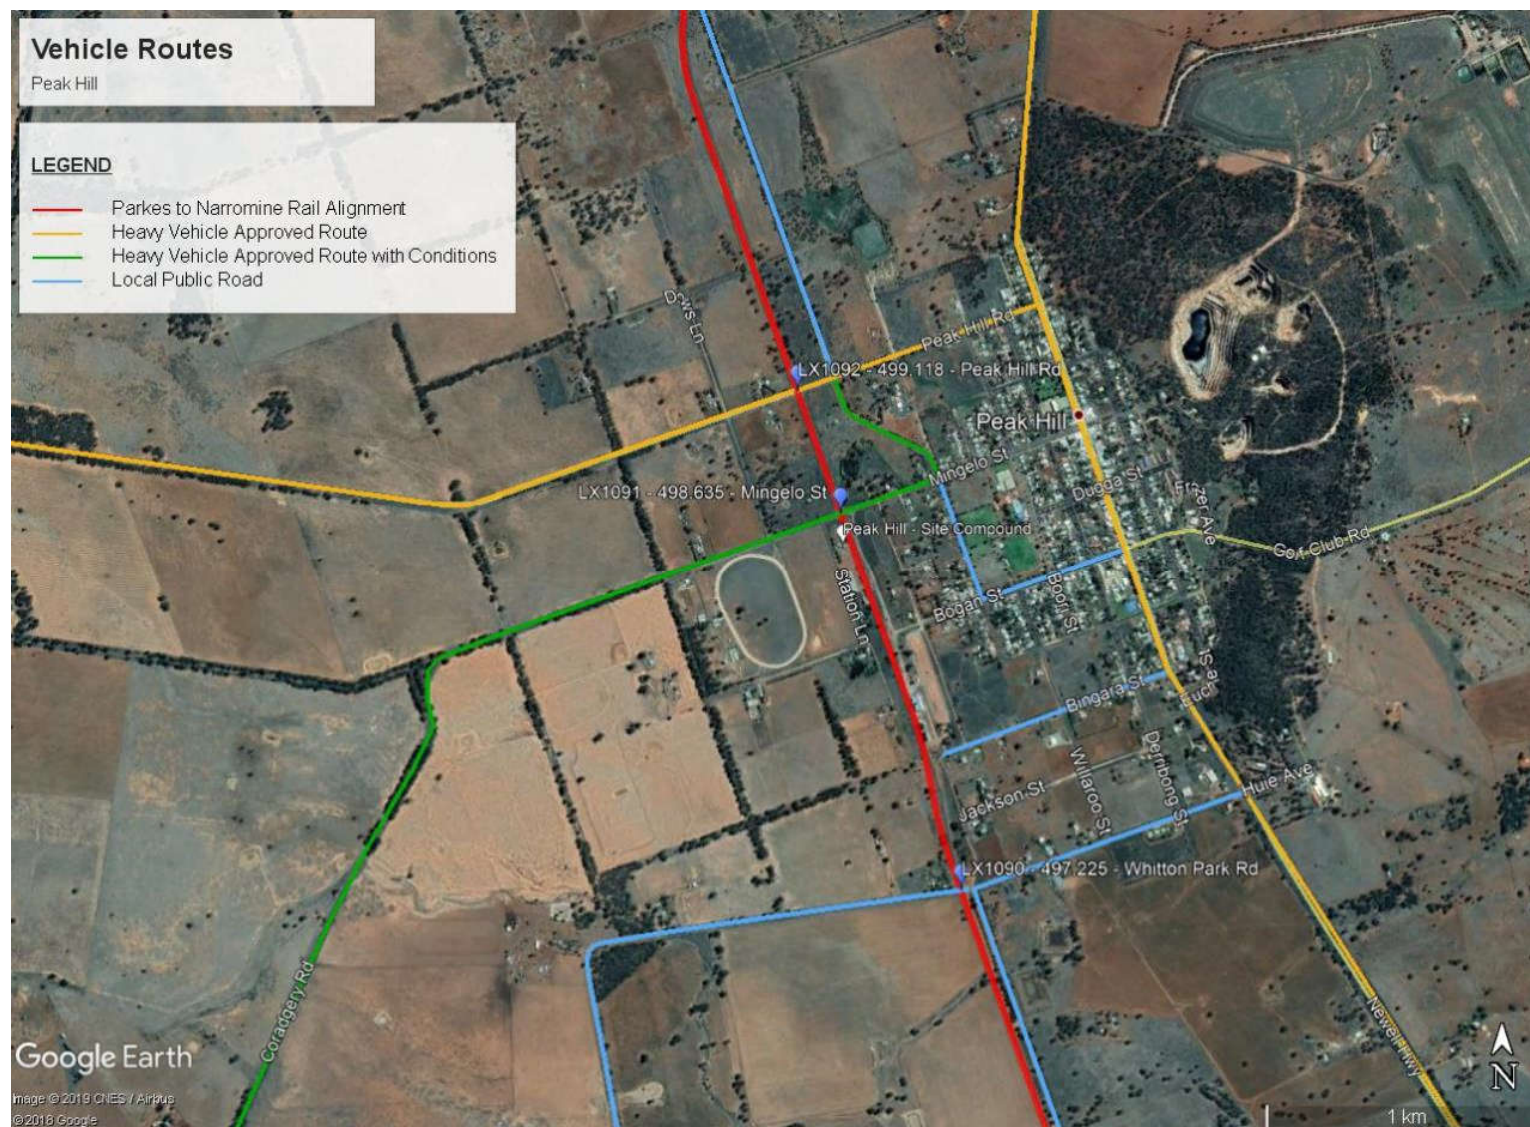 Vehicle Routes
Peak Hill
LEGEND
Parkes to Narromine Rail Alignment
Heavy Vehicle Approved Route
Heavy Vehicle Approved Route with Conditions
Local Public Road
Dows Ln
Peak Hill Rd
LX1092 - 499.118 - Peak Hill Rd
Peak Hill
Mingelo St
LX1091 - 498.635 - Mingelo St
Dugga St
Frazer Ave
Peak Hill - Site Compound
Golf Club Rd
Station Ln
Bogan St
Boori St
Bingara St
Willaroo St
Derribong St
Jackson St
Huie Ave
LX1090 - 497.225 - Whitton Park Rd
Coradgery Rd
Newell Hwy
Google Earth
Image © 2019 CNES / Airbus
© 2018 Google
N
1 km